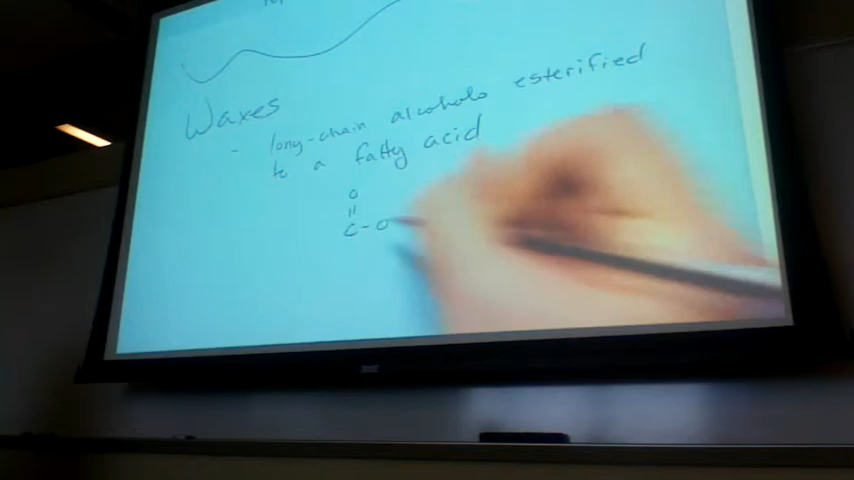 Waxes
- long-chain alcohols esterified
to a fatty acid
O
||
C-O